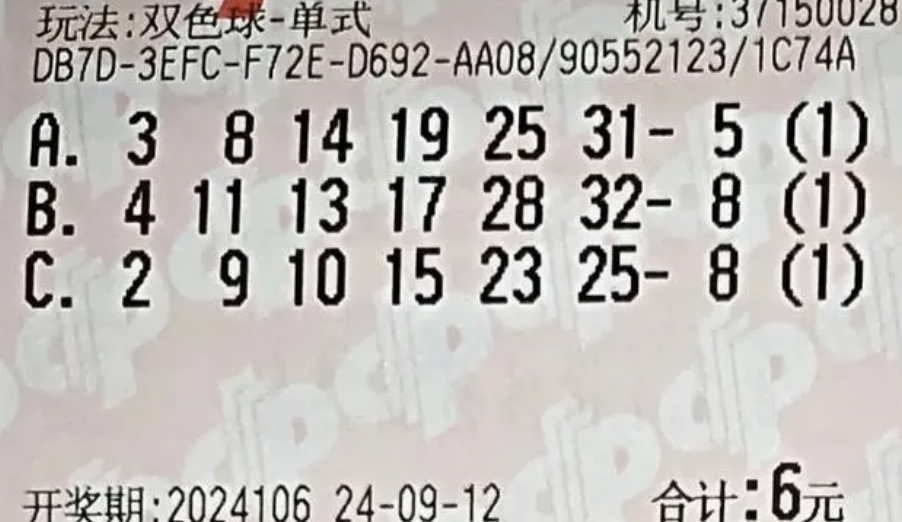 玩法:双色球-单式 机号:37150028
DB7D-3EFC-F72E-D692-AA08/90552123/1C74A
A. 3 8 14 19 25 31- 5 (1)
B. 4 11 13 17 28 32- 8 (1)
C. 2 9 10 15 23 25- 8 (1)
开奖期:2024106 24-09-12 合计:6元